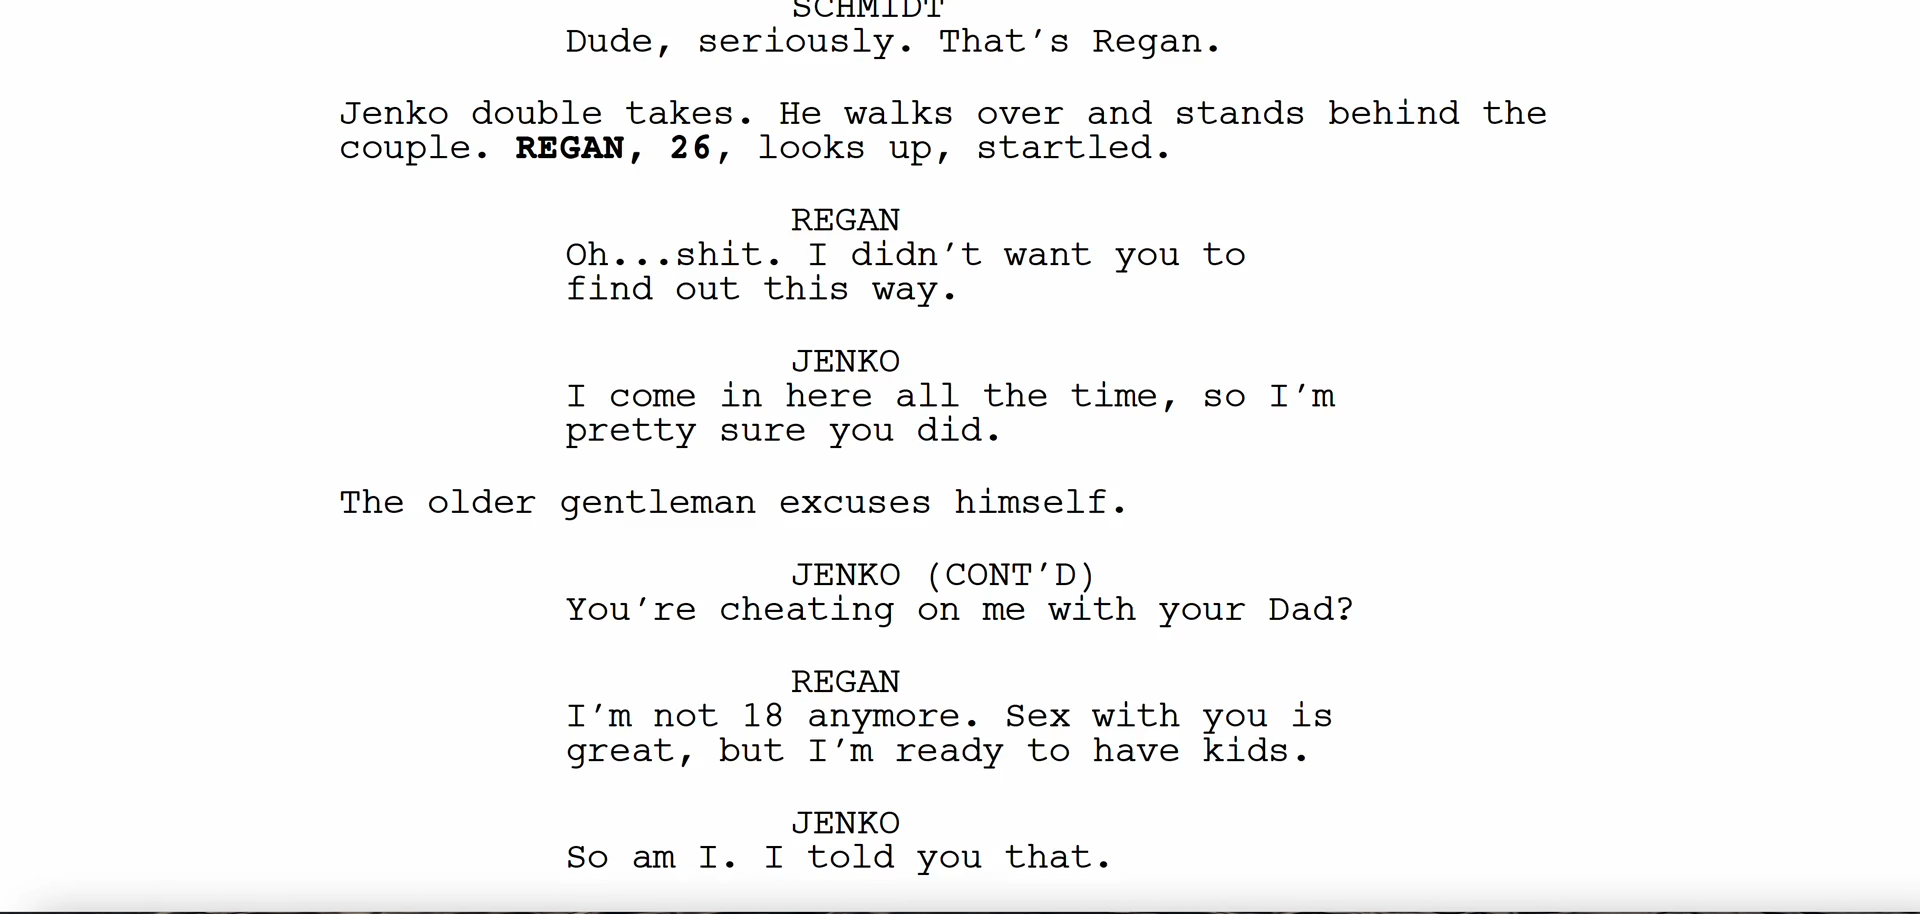 SCHMIDT
Dude, seriously. That's Regan.
Jenko double takes. He walks over and stands behind the
couple. REGAN, 26, looks up, startled.
REGAN
Oh...shit. I didn't want you to
find out this way.
JENKO
I come in here all the time, so I'm
pretty sure you did.
The older gentleman excuses himself.
JENKO (CONT'D)
You're cheating on me with your Dad?
REGAN
I'm not 18 anymore. Sex with you is
great, but I'm ready to have kids.
JENKO
So am I. I told you that.